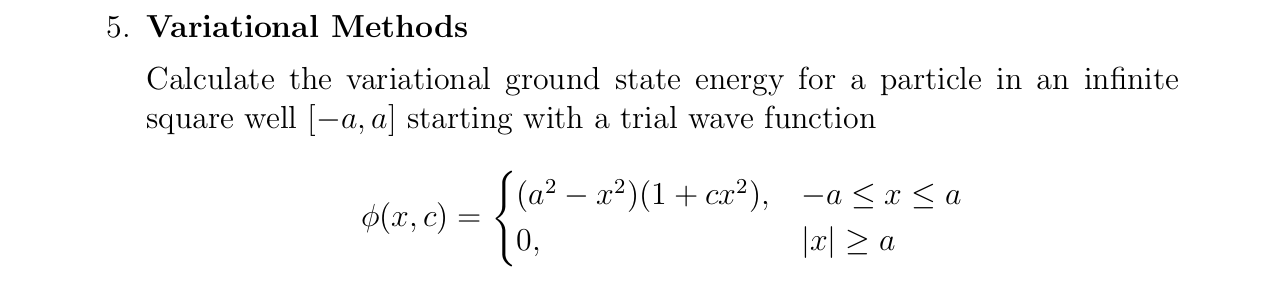 5. Variational Methods
Calculate the variational ground state energy for a particle in an infinite
square well [−a, a] starting with a trial wave function
ϕ(x, c) = { (a² − x²)(1 + cx²), −a ≤ x ≤ a
0, |x| ≥ a